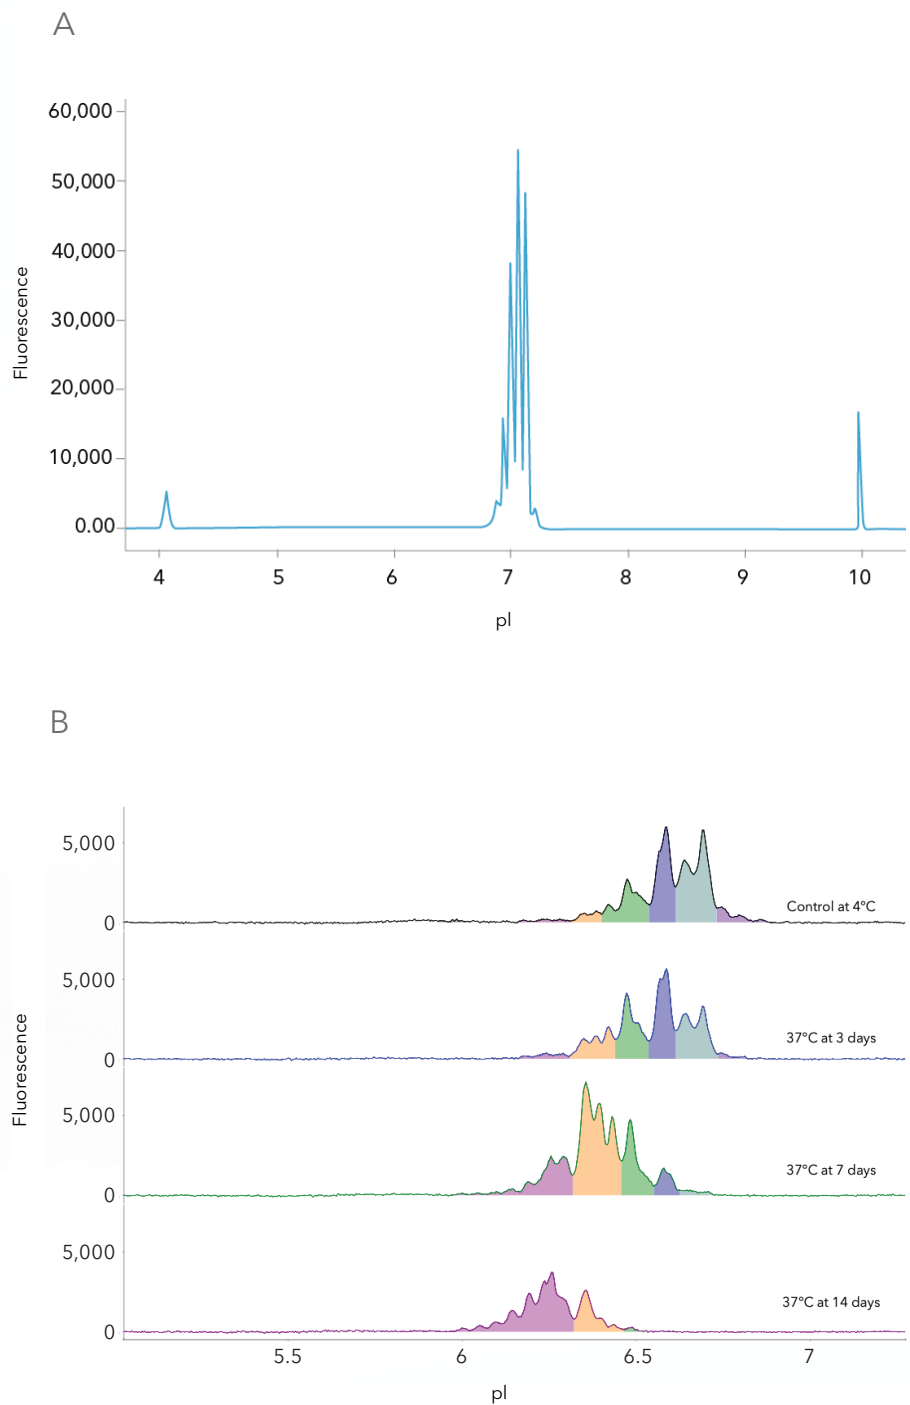 A
60,000
50,000
40,000
30,000
20,000
10,000
0.00
Fluorescence
4 5 6 7 8 9 10
pI
B
5,000
0
Control at 4°C
5,000
0
37°C at 3 days
Fluorescence
5,000
0
37°C at 7 days
5,000
0
37°C at 14 days
5.5 6 6.5 7
pI